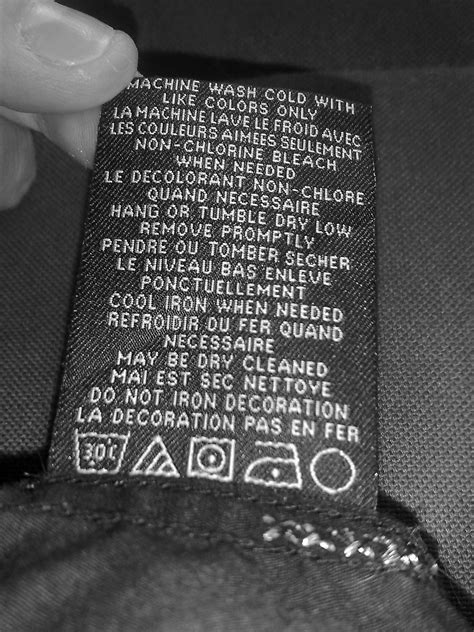 MACHINE WASH COLD WITH
LIKE COLORS ONLY
LA MACHINE LAVE LE FROID AVEC
LES COULEURS AIMEES SEULEMENT
NON-CHLORINE BLEACH
WHEN NEEDED
LE DECOLORANT NON-CHLORE
QUAND NECESSAIRE
HANG OR TUMBLE DRY LOW
REMOVE PROMPTLY
PENDRE OU TOMBER SECHER
LE NIVEAU BAS ENLEVE
PONCTUELLEMENT
COOL IRON WHEN NEEDED
REFROIDIR OU FER QUAND
NECESSAIRE
MAY BE DRY CLEANED
MAI EST SEC NETTOYE
DO NOT IRON DECORATION
LA DECORATION PAS EN FER
30C